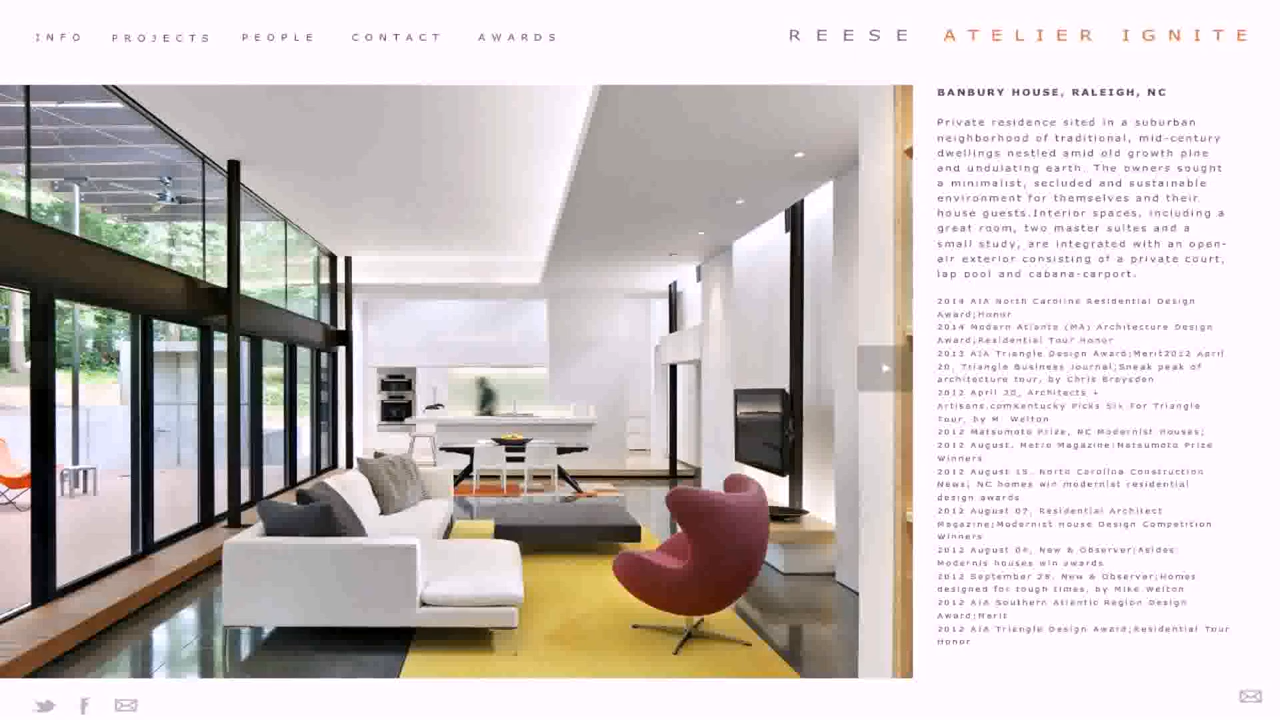 INFO PROJECTS PEOPLE CONTACT AWARDS REESE ATELIER IGNITE
BANBURY HOUSE, RALEIGH, NC
Private residence sited in a suburban
neighborhood of traditional, mid-century
dwellings nestled amid old growth pine
and undulating earth. The owners sought
a minimalist, secluded and sustainable
environment for themselves and their
house guests.Interior spaces, including a
great room, two master suites and a
small study, are integrated with an open-
air exterior consisting of a private court,
lap pool and cabana-carport.
2014 AIA North Carolina Residential Design
Award;Honor
2014 Modern Atlanta (MA) Architecture Design
Award;Residential Tour Honor
2013 AIA Triangle Design Award;Merit2012 April
20, Triangle Business Journal;Sneak peak of
architecture tour, by Chris Braysden
2012 April 20, Architects +
Artisans.comKentucky Picks Six For Triangle
Tour, by M. Welton
2012 Matsumoto Prize, NC Modernist Houses;
2012 August. Metro Magazine;Matsumoto Prize
Winners
2012 August 15. North Carolina Construction
News; NC homes win modernist residential
design awards
2012 August 07, Residential Architect
Magazine;Modernist House Design Competition
Winners
2012 August 04, New & Observer;Asides:
Modernis houses win awards
2012 September 28. New & Observer;Homes
designed for tough times, by Mike Welton
2012 AIA Southern Atlantic Region Design
Award;Merit
2012 AIA Triangle Design Award;Residential Tour
Honor